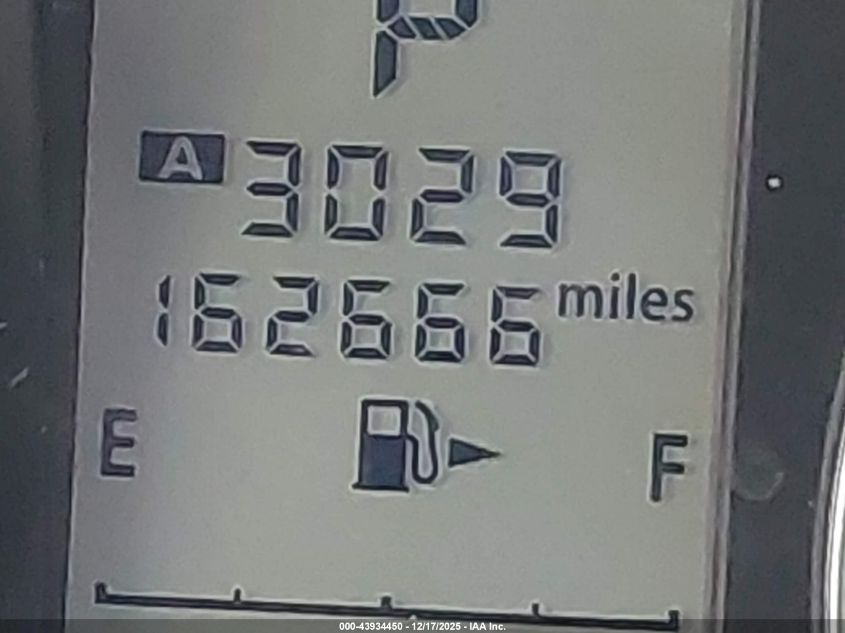 P
A 3029
162666 miles
E F
000-43934450 - 12/17/2025 - IAA Inc.